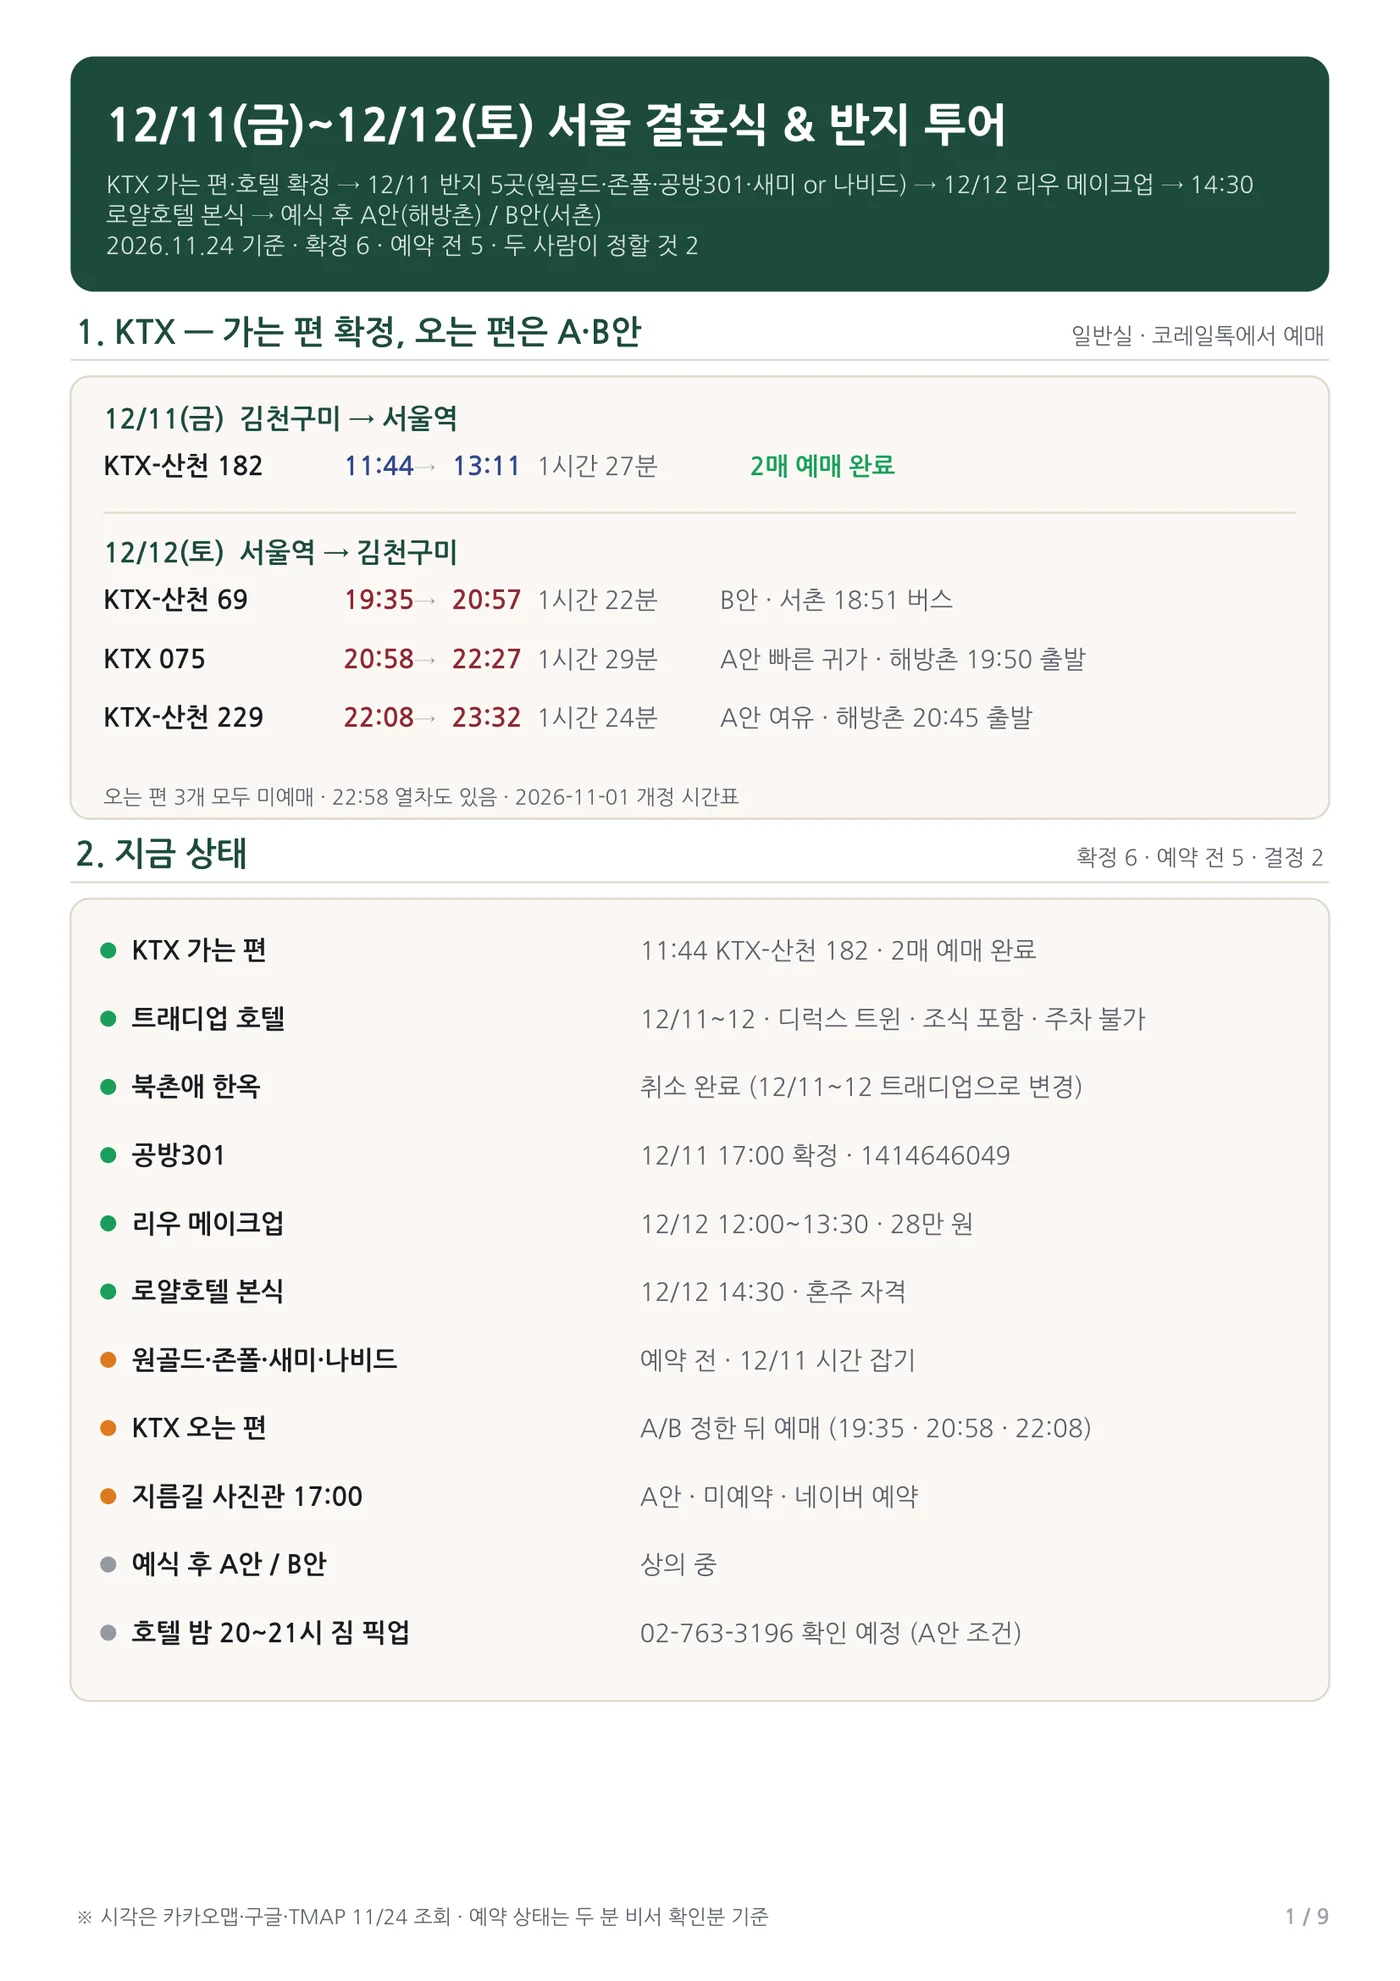 12/11(금)~12/12(토) 서울 결혼식 & 반지 투어
KTX 가는 편·호텔 확정 → 12/11 반지 5곳(원골드·존폴·공방301·새미 or 나비드) → 12/12 리우 메이크업 → 14:30
로얄호텔 본식 → 예식 후 A안(해방촌) / B안(서촌)
2026.11.24 기준 · 확정 6 · 예약 전 5 · 두 사람이 정할 것 2
1. KTX — 가는 편 확정, 오는 편은 A·B안 일반실 · 코레일톡에서 예매
12/11(금) 김천구미 → 서울역
KTX-산천 182 11:44→ 13:11 1시간 27분 2매 예매 완료
12/12(토) 서울역 → 김천구미
KTX-산천 69 19:35→ 20:57 1시간 22분 B안 · 서촌 18:51 버스
KTX 075 20:58→ 22:27 1시간 29분 A안 빠른 귀가 · 해방촌 19:50 출발
KTX-산천 229 22:08→ 23:32 1시간 24분 A안 여유 · 해방촌 20:45 출발
오는 편 3개 모두 미예매 · 22:58 열차도 있음 · 2026-11-01 개정 시간표
2. 지금 상태 확정 6 · 예약 전 5 · 결정 2
KTX 가는 편 11:44 KTX-산천 182 · 2매 예매 완료
트래디업 호텔 12/11~12 · 디럭스 트윈 · 조식 포함 · 주차 불가
북촌애 한옥 취소 완료 (12/11~12 트래디업으로 변경)
공방301 12/11 17:00 확정 · 1414646049
리우 메이크업 12/12 12:00~13:30 · 28만 원
로얄호텔 본식 12/12 14:30 · 혼주 자격
원골드·존폴·새미·나비드 예약 전 · 12/11 시간 잡기
KTX 오는 편 A/B 정한 뒤 예매 (19:35 · 20:58 · 22:08)
지름길 사진관 17:00 A안 · 미예약 · 네이버 예약
예식 후 A안 / B안 상의 중
호텔 밤 20~21시 짐 픽업 02-763-3196 확인 예정 (A안 조건)
※ 시각은 카카오맵·구글·TMAP 11/24 조회 · 예약 상태는 두 분 비서 확인분 기준 1 / 9